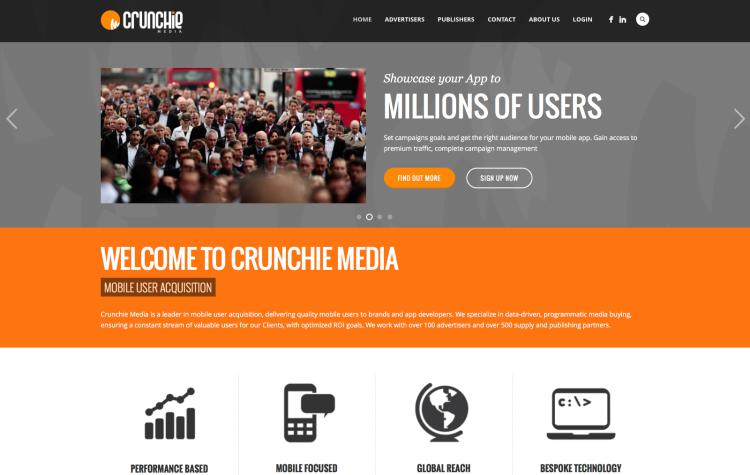 CRUNCHIE
MEDIA
HOME ADVERTISERS PUBLISHERS CONTACT ABOUT US LOGIN
Showcase your App to
MILLIONS OF USERS
Set campaigns goals and get the right audience for your mobile app. Gain access to
premium traffic, complete campaign management
FIND OUT MORE SIGN UP NOW
WELCOME TO CRUNCHIE MEDIA
MOBILE USER ACQUISITION
Crunchie Media is a leader in mobile user acquisition, delivering quality mobile users to brands and app developers. We specialize in data-driven, programmatic media buying,
ensuring a constant stream of valuable users for our Clients, with optimized ROI goals. We work with over 100 advertisers and over 500 supply and publishing partners.
C:\>
PERFORMANCE BASED MOBILE FOCUSED GLOBAL REACH BESPOKE TECHNOLOGY